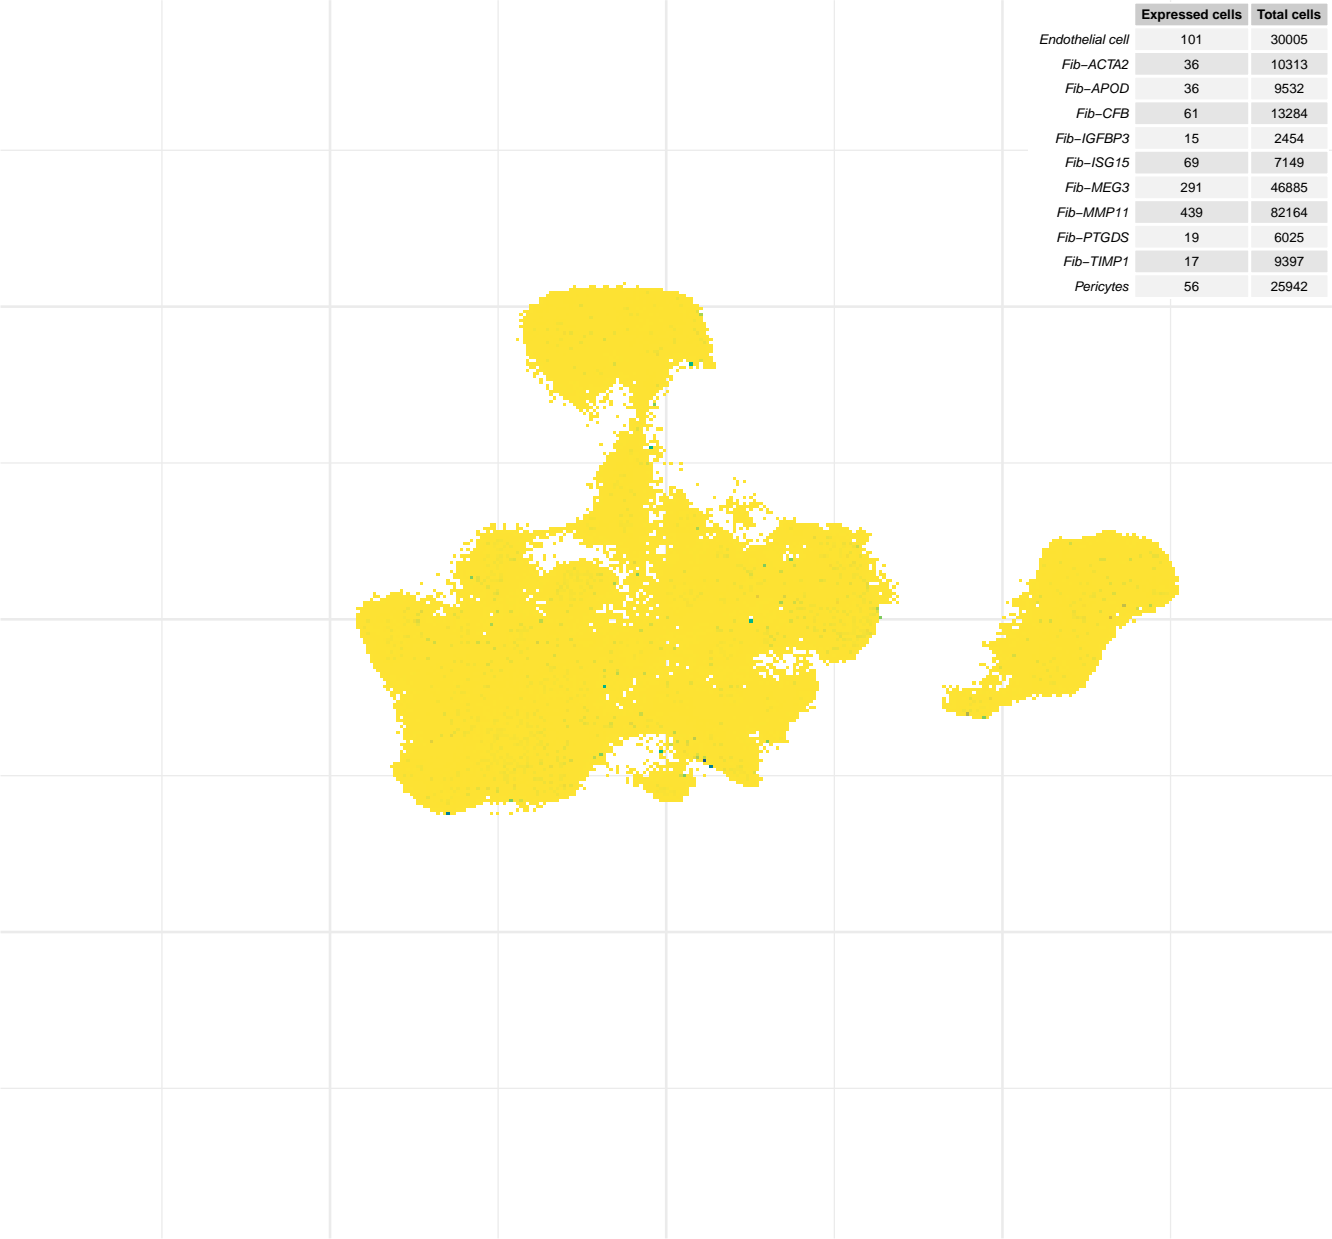 Expressed cells Total cells
Endothelial cell 101 30005
Fib−ACTA2 36 10313
Fib−APOD 36 9532
Fib−CFB 61 13284
Fib−IGFBP3 15 2454
Fib−ISG15 69 7149
Fib−MEG3 291 46885
Fib−MMP11 439 82164
Fib−PTGDS 19 6025
Fib−TIMP1 17 9397
Pericytes 56 25942